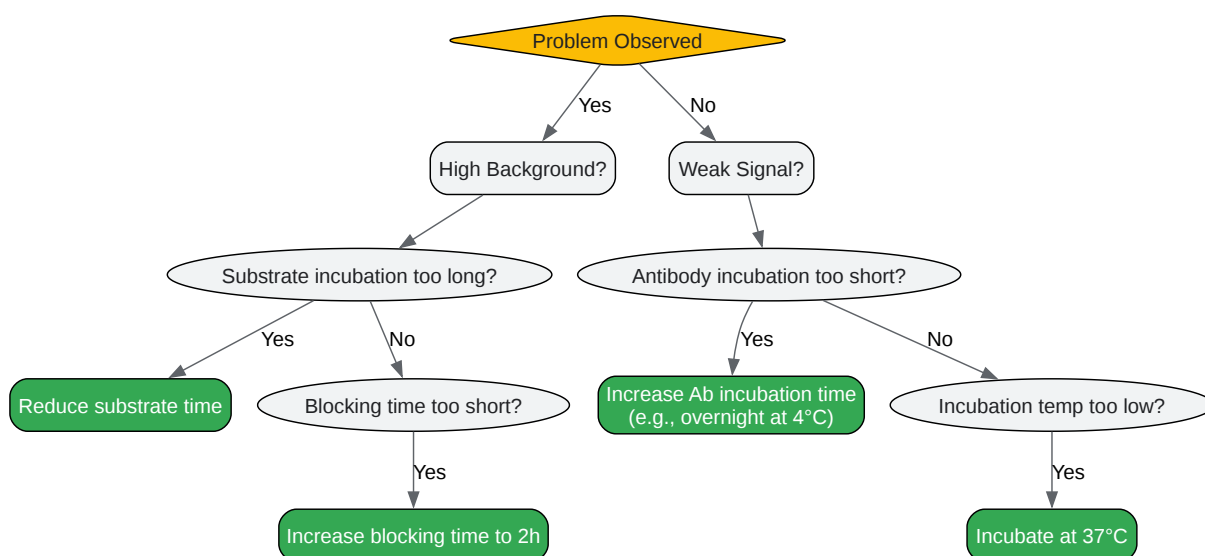 Problem Observed
Yes
No
High Background?
Weak Signal?
Substrate incubation too long?
Antibody incubation too short?
Yes
No
Yes
No
Reduce substrate time
Blocking time too short?
Increase Ab incubation time
(e.g., overnight at 4°C)
Incubation temp too low?
Yes
Yes
Increase blocking time to 2h
Incubate at 37°C